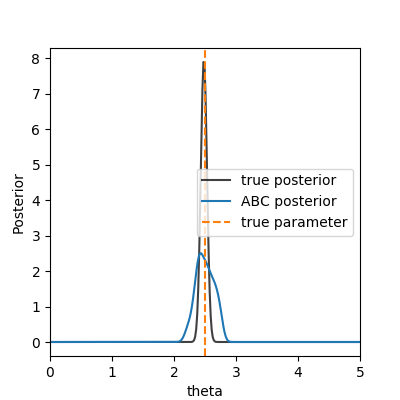 8
7
6
5
4
3
2
1
0
Posterior
true posterior
ABC posterior
true parameter
0 1 2 3 4 5
theta